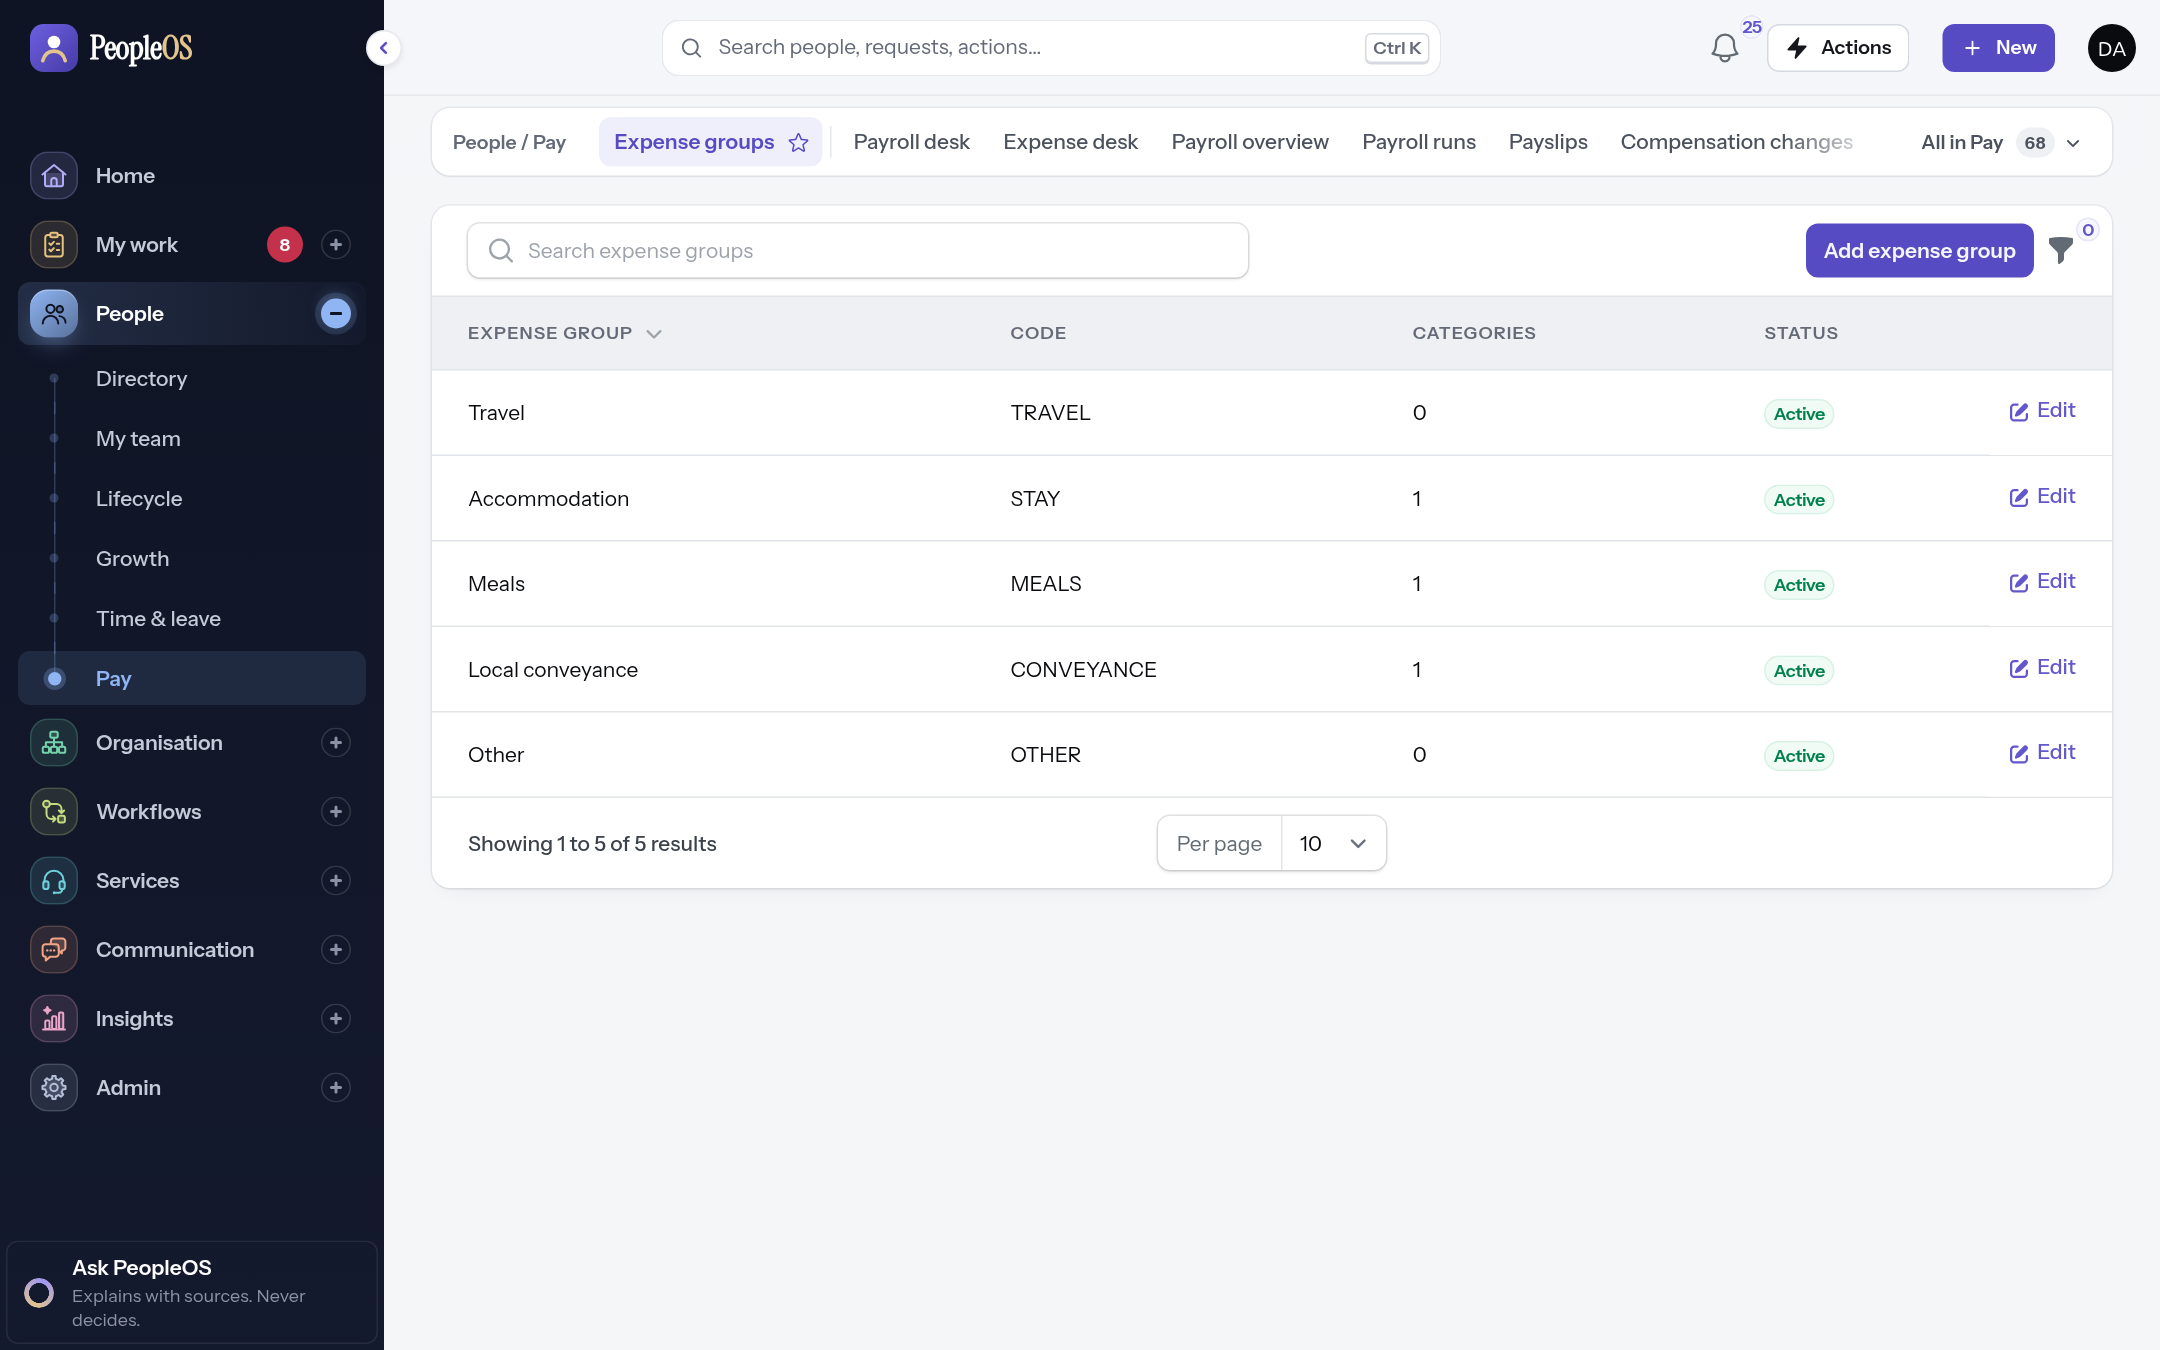 PeopleOS
Search people, requests, actions...
Ctrl K
25
Actions
New
DA
Home
My work
8
People
Directory
My team
Lifecycle
Growth
Time & leave
Pay
Organisation
Workflows
Services
Communication
Insights
Admin
Ask PeopleOS
Explains with sources. Never
decides.
People / Pay
Expense groups
Payroll desk
Expense desk
Payroll overview
Payroll runs
Payslips
Compensation changes
All in Pay 68
Search expense groups
Add expense group
0
EXPENSE GROUP CODE CATEGORIES STATUS
Travel TRAVEL 0 Active Edit
Accommodation STAY 1 Active Edit
Meals MEALS 1 Active Edit
Local conveyance CONVEYANCE 1 Active Edit
Other OTHER 0 Active Edit
Showing 1 to 5 of 5 results
Per page 10